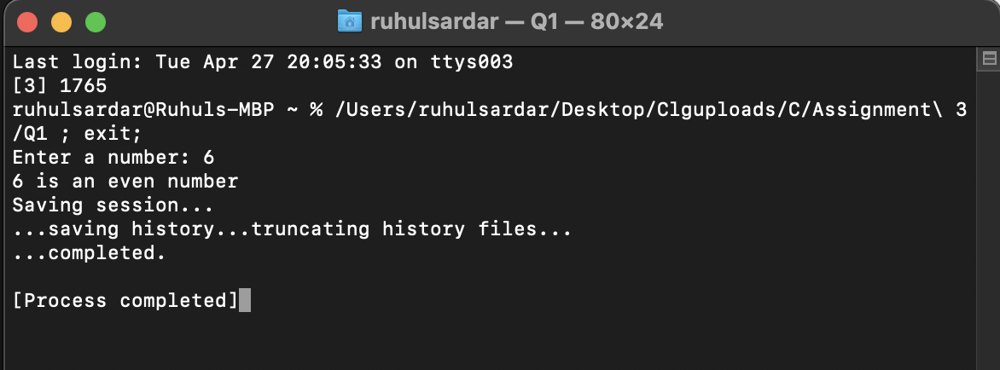 ruhulsardar — Q1 — 80×24
Last login: Tue Apr 27 20:05:33 on ttys003
[3] 1765
ruhulsardar@Ruhuls-MBP ~ % /Users/ruhulsardar/Desktop/Clguploads/C/Assignment\ 3
/Q1 ; exit;
Enter a number: 6
6 is an even number
Saving session...
...saving history...truncating history files...
...completed.
[Process completed]